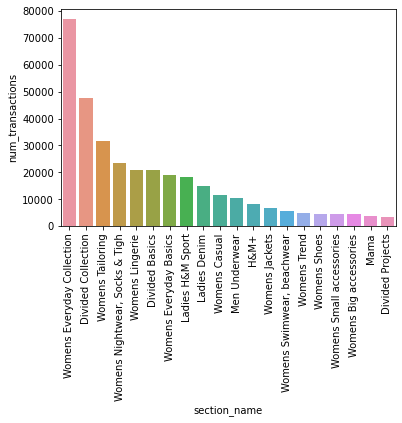 80000
70000
60000
50000
40000
30000
20000
10000
0
num_transactions
Womens Everyday Collection
Divided Collection
Womens Tailoring
Womens Nightwear, Socks & Tigh
Womens Lingerie
Divided Basics
Womens Everyday Basics
Ladies H&M Sport
Ladies Denim
Womens Casual
Men Underwear
H&M+
Womens Jackets
Womens Swimwear, beachwear
Womens Trend
Womens Shoes
Womens Small accessories
Womens Big accessories
Mama
Divided Projects
section_name